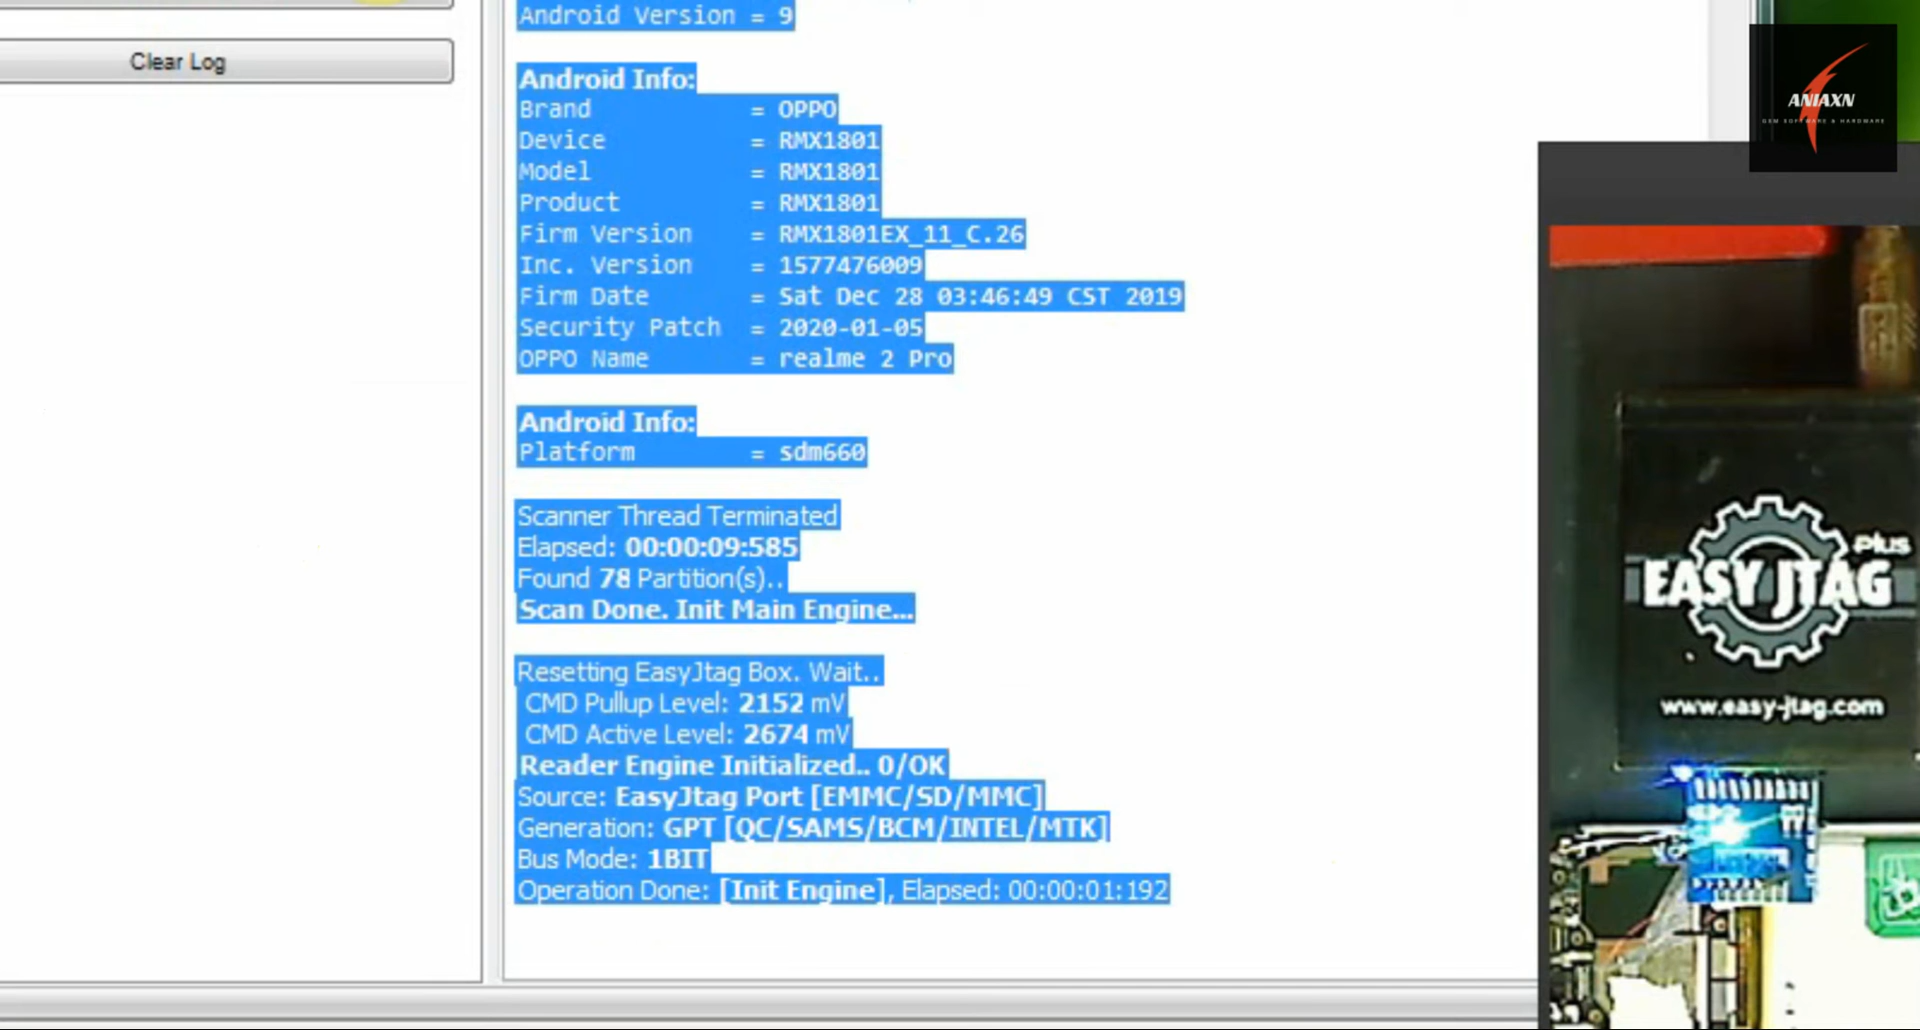 Android Version = 9
Clear Log
Android Info:
Brand = OPPO
Device = RMX1801
Model = RMX1801
Product = RMX1801
Firm Version = RMX1801EX_11_C.26
Inc. Version = 1577476009
Firm Date = Sat Dec 28 03:46:49 CST 2019
Security Patch = 2020-01-05
OPPO Name = realme 2 Pro
Android Info:
Platform = sdm660
Scanner Thread Terminated
Elapsed: 00:00:09:585
Found 78 Partition(s)..
Scan Done. Init Main Engine...
Resetting EasyJtag Box. Wait..
CMD Pullup Level: 2152 mV
CMD Active Level: 2674 mV
Reader Engine Initialized.. 0/OK
Source: EasyJtag Port [EMMC/SD/MMC]
Generation: GPT [QC/SAMS/BCM/INTEL/MTK]
Bus Mode: 1BIT
Operation Done: [Init Engine], Elapsed: 00:00:01:192
ANIAXN
GSM SOFTWARE & HARDWARE
plus
EASY JTAG
www.easy-jtag.com